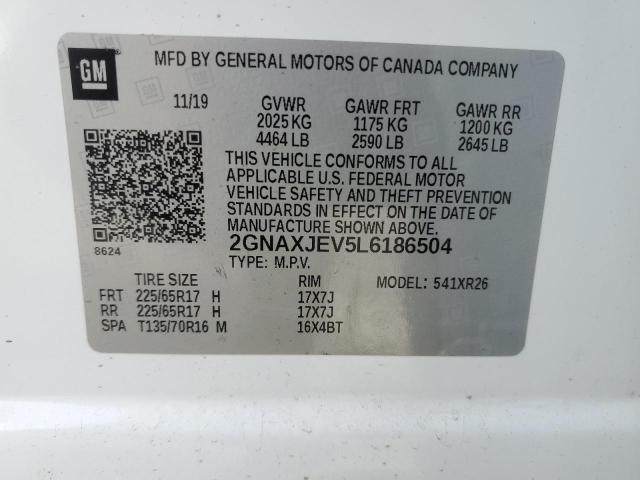 GM
MFD BY GENERAL MOTORS OF CANADA COMPANY
11/19 GVWR GAWR FRT GAWR RR
2025 KG 1175 KG 1200 KG
4464 LB 2590 LB 2645 LB
THIS VEHICLE CONFORMS TO ALL
APPLICABLE U.S. FEDERAL MOTOR
VEHICLE SAFETY AND THEFT PREVENTION
STANDARDS IN EFFECT ON THE DATE OF
MANUFACTURE SHOWN ABOVE.
8624 2GNAXJEV5L6186504
TYPE: M.P.V.
TIRE SIZE RIM MODEL: 541XR26
FRT 225/65R17 H 17X7J
RR 225/65R17 H 17X7J
SPA T135/70R16 M 16X4BT